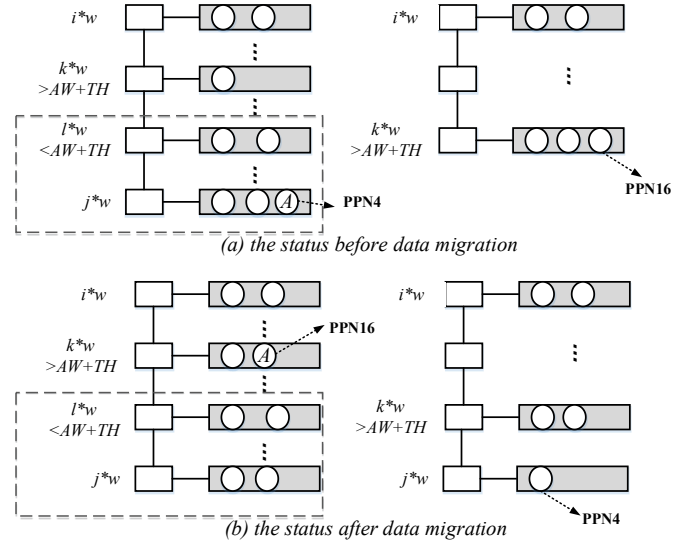 i*w
k*w
>AW+TH
l*w
<AW+TH
j*w
A
PPN4
i*w
k*w
>AW+TH
PPN16
(a) the status before data migration
i*w
k*w
>AW+TH
A
PPN16
l*w
<AW+TH
j*w
i*w
k*w
>AW+TH
j*w
PPN4
(b) the status after data migration